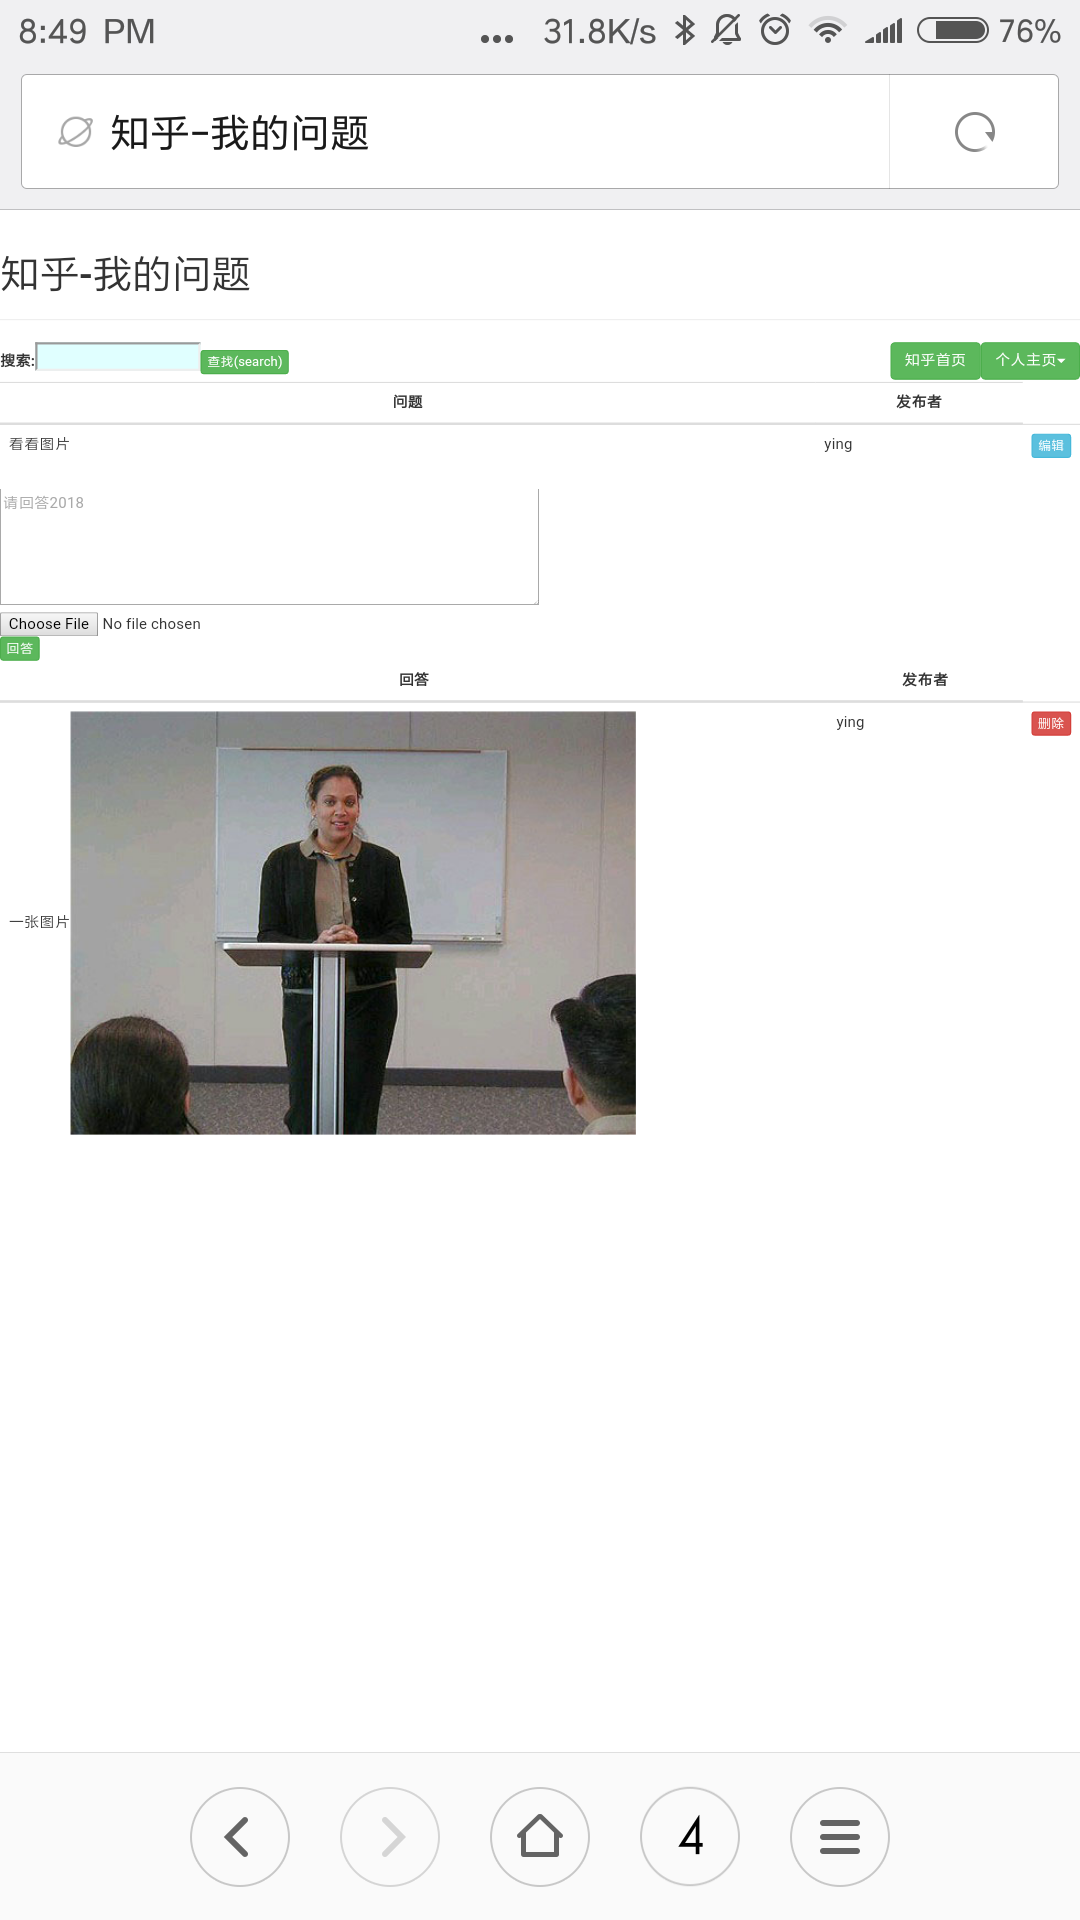 8:49 PM ... 31.8K/s 76%
知乎-我的问题
知乎-我的问题
搜索: 查找(search) 知乎首页 个人主页
问题 发布者
看看图片 ying 编辑
请回答2018
Choose File No file chosen
回答
回答 发布者
ying 删除
一张图片
4